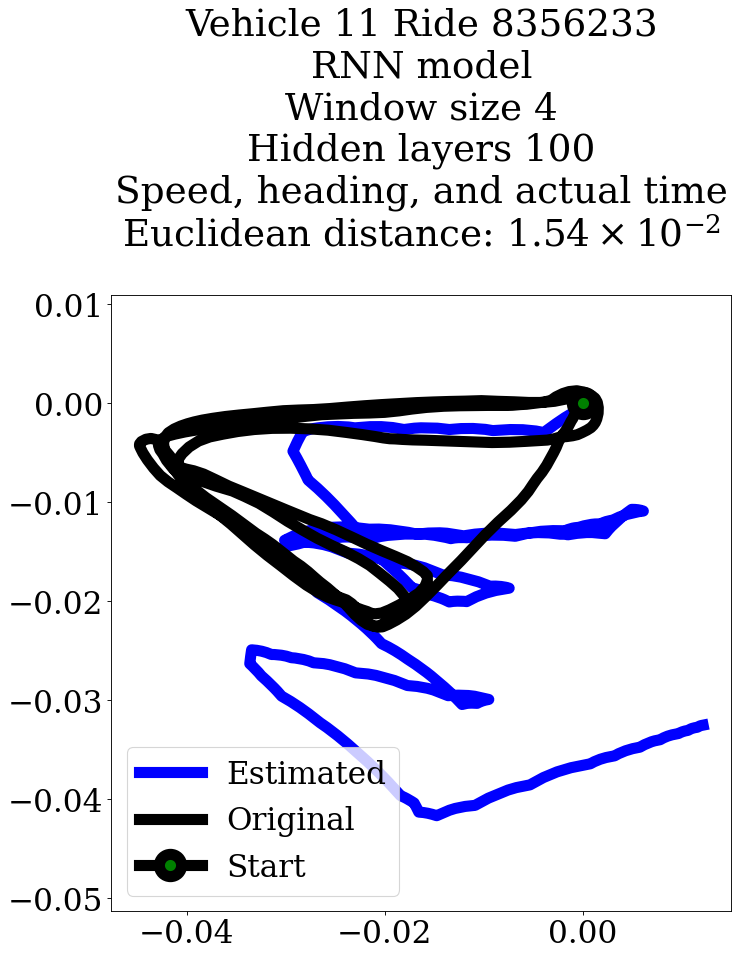 Vehicle 11 Ride 8356233
RNN model
Window size 4
Hidden layers 100
Speed, heading, and actual time
Euclidean distance: 1.54 × 10⁻²
0.01
0.00
−0.01
−0.02
−0.03
−0.04
−0.05
Estimated
Original
Start
−0.04
−0.02
0.00